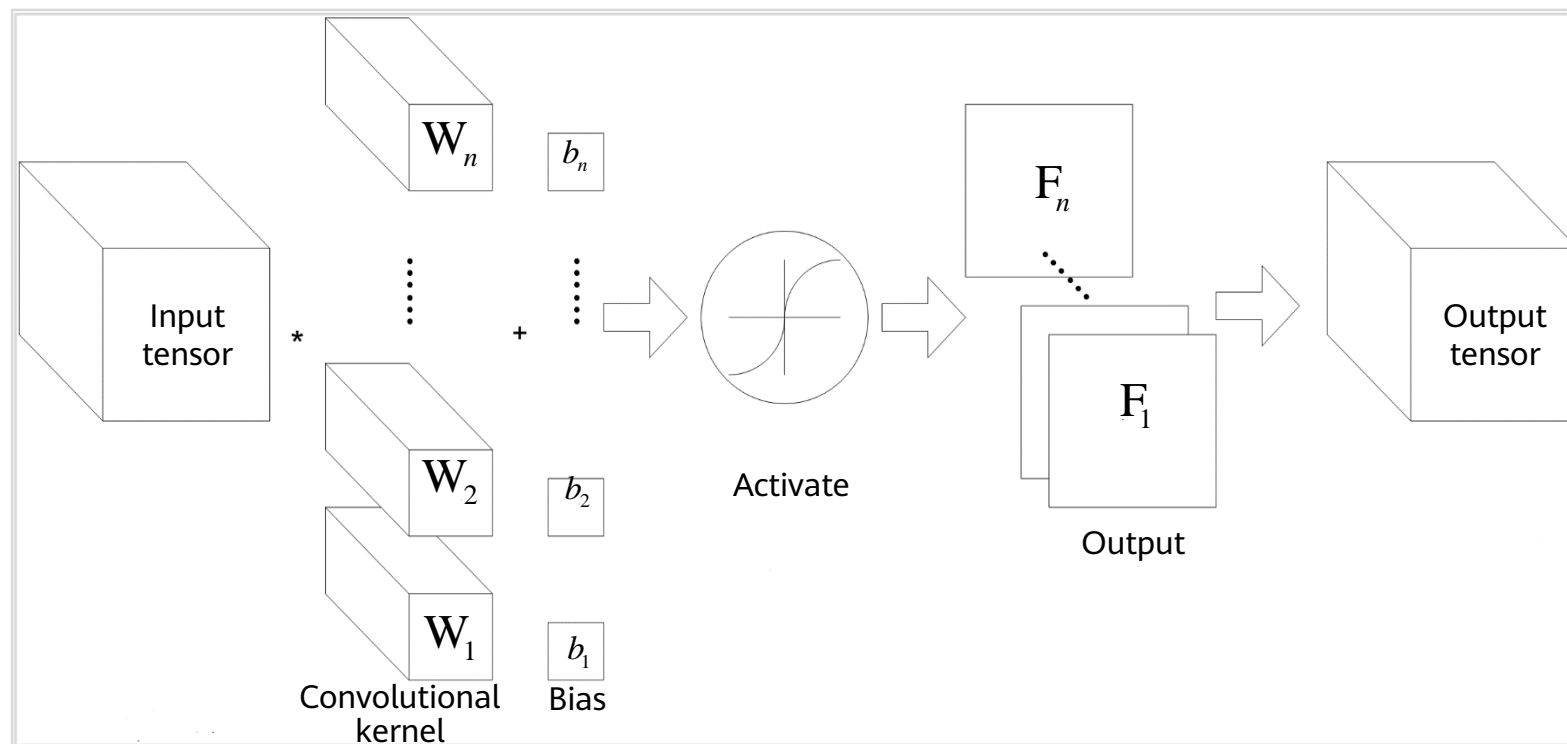 Input
tensor
*
Wn
W2
W1
Convolutional
kernel
+
bn
b2
b1
Bias
Activate
Fn
F1
Output
Output
tensor